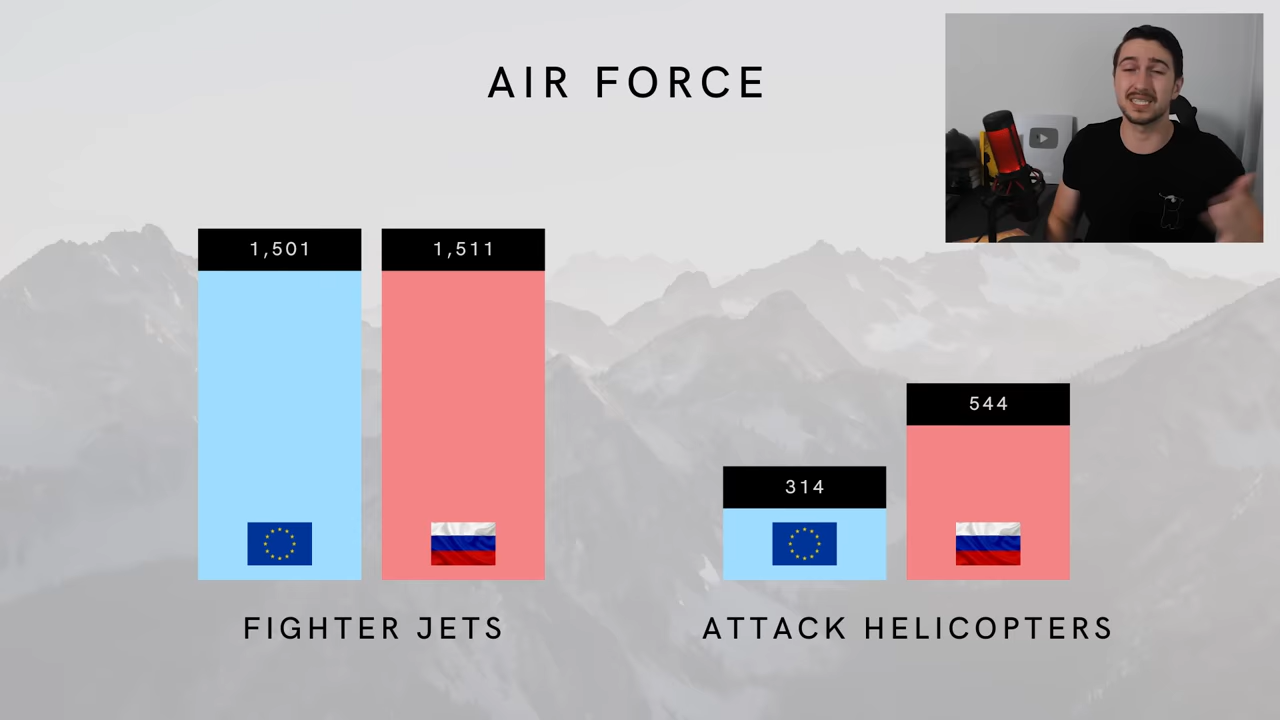 AIR FORCE
1,501
1,511
544
314
FIGHTER JETS
ATTACK HELICOPTERS